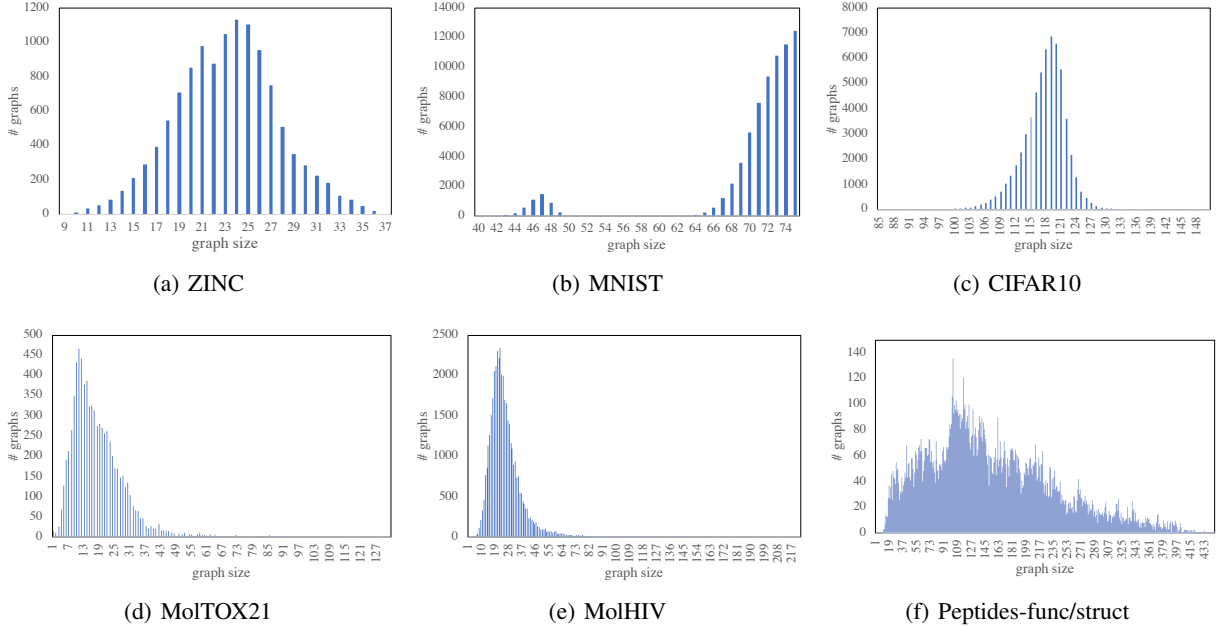 1200
1000
800
600
400
200
0
# graphs
9 11 13 15 17 19 21 23 25 27 29 31 33 35 37
graph size
(a) ZINC
14000
12000
10000
8000
6000
4000
2000
0
# graphs
40 42 44 46 48 50 52 54 56 58 60 62 64 66 68 70 72 74
graph size
(b) MNIST
8000
7000
6000
5000
4000
3000
2000
1000
0
# graphs
85 88 91 94 97 100 103 106 109 112 115 118 121 124 127 130 133 136 139 142 145 148
graph size
(c) CIFAR10
500
450
400
350
300
250
200
150
100
50
0
# graphs
1 7 13 19 25 31 37 43 49 55 61 67 73 79 85 91 97 103 109 115 121 127
graph size
(d) MolTOX21
2500
2000
1500
1000
500
0
# graphs
1 10 19 28 37 46 55 64 73 82 91 100 109 118 127 136 145 154 163 172 181 190 199 208 217
graph size
(e) MolHIV
140
120
100
80
60
40
20
0
# graphs
1 19 37 55 73 91 109 127 145 163 181 199 217 235 253 271 289 307 325 343 361 379 397 415 433
graph size
(f) Peptides-func/struct